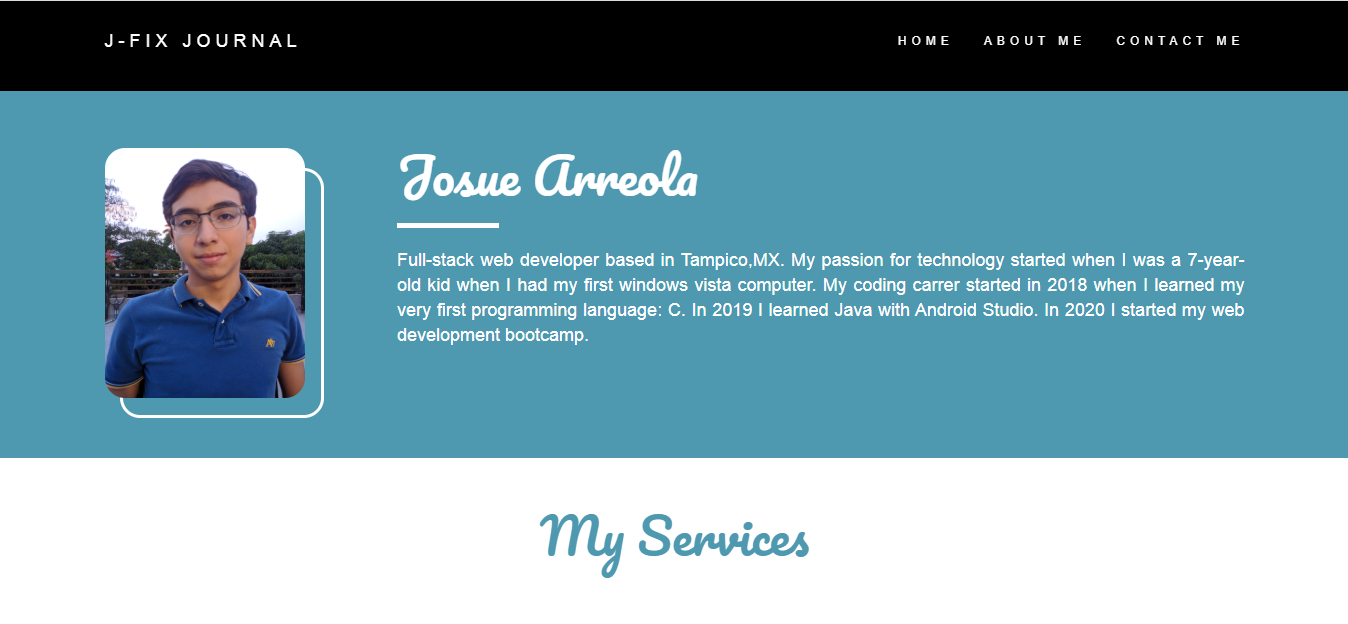 J-FIX JOURNAL
HOME ABOUT ME CONTACT ME
Josue Arreola
Full-stack web developer based in Tampico,MX. My passion for technology started when I was a 7-year-
old kid when I had my first windows vista computer. My coding carrer started in 2018 when I learned my
very first programming language: C. In 2019 I learned Java with Android Studio. In 2020 I started my web
development bootcamp.
My Services